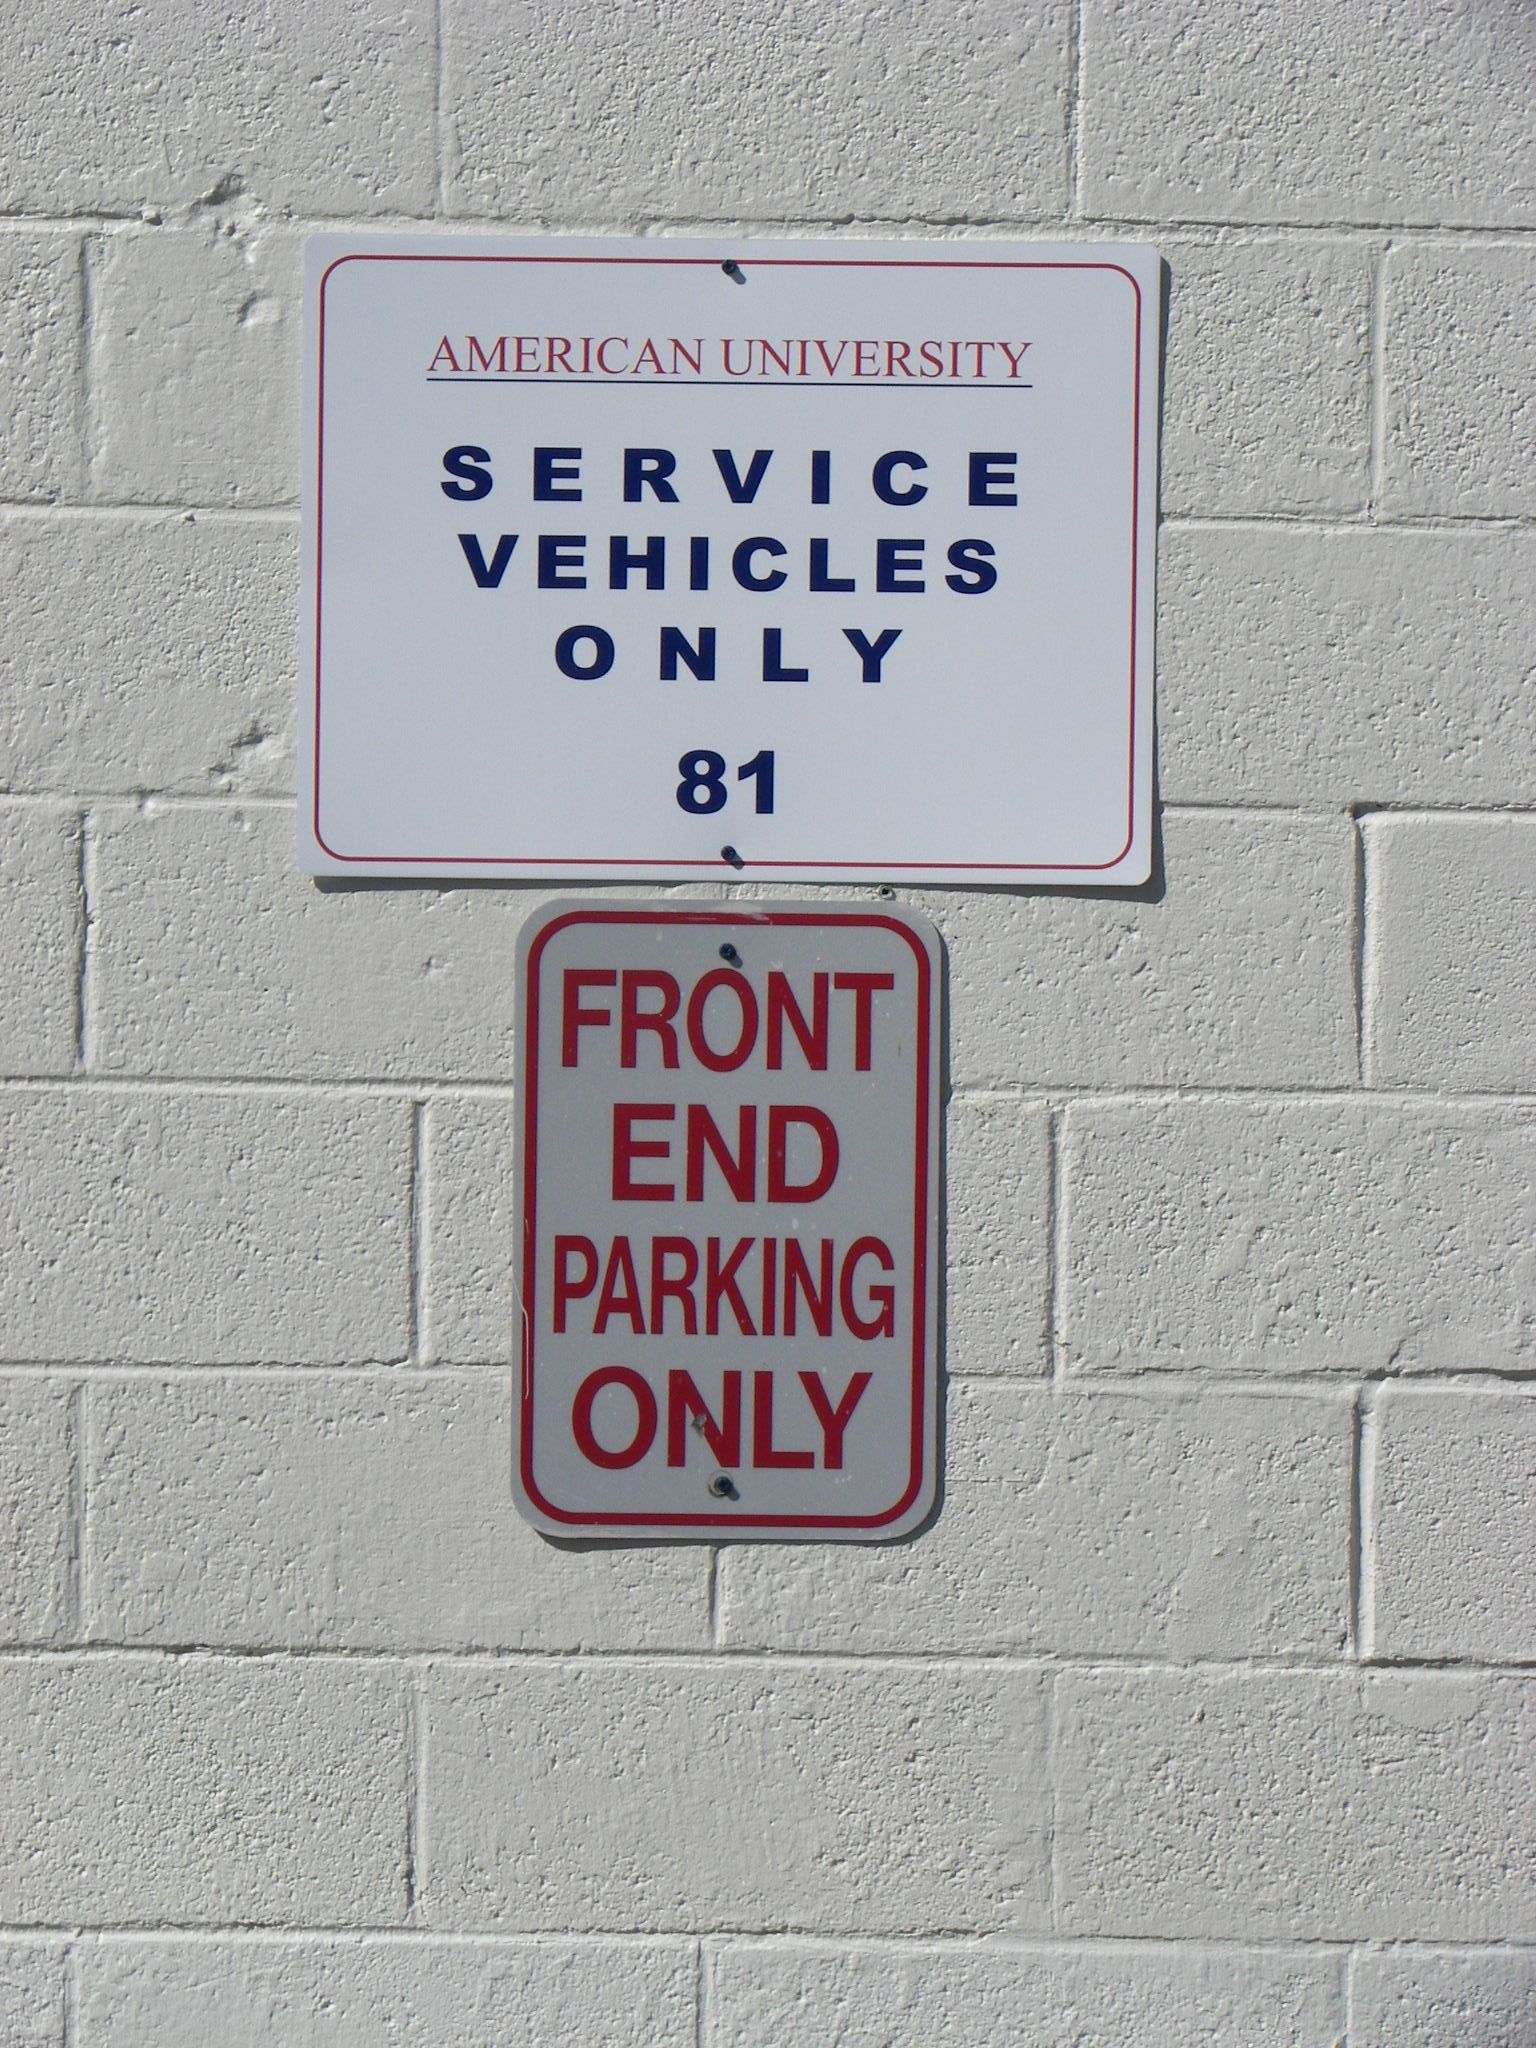 AMERICAN UNIVERSITY
SERVICE
VEHICLES
ONLY
81
FRONT
END
PARKING
ONLY